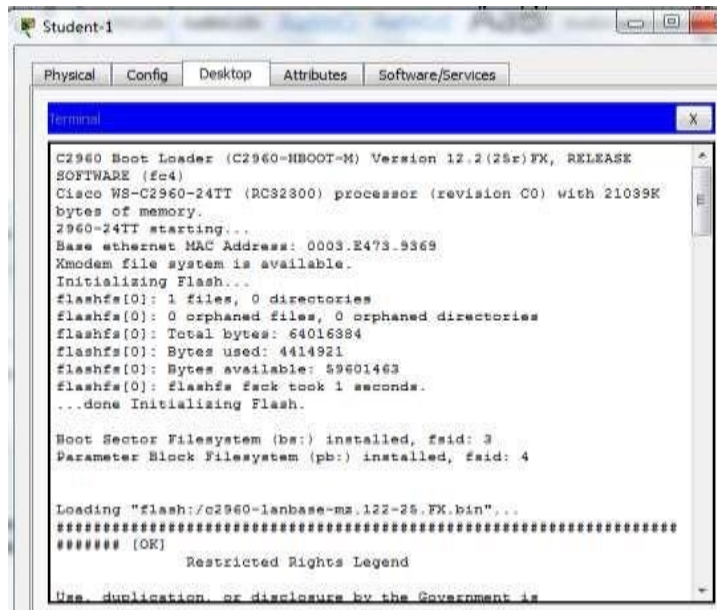 Student-1
Physical Config Desktop Attributes Software/Services
Terminal X
C2960 Boot Loader (C2960-HBOOT-M) Version 12.2(25r)FX, RELEASE
SOFTWARE (fc4)
Cisco WS-C2960-24TT (RC32300) processor (revision C0) with 21039K
bytes of memory.
2960-24TT starting...
Base ethernet MAC Address: 0003.E473.9369
Xmodem file system is available.
Initializing Flash...
flashfs[0]: 1 files, 0 directories
flashfs[0]: 0 orphaned files, 0 orphaned directories
flashfs[0]: Total bytes: 64016384
flashfs[0]: Bytes used: 4414921
flashfs[0]: Bytes available: 59601463
flashfs[0]: flashfs fsck took 1 seconds.
...done Initializing Flash.
Boot Sector Filesystem (bs:) installed, fsid: 3
Parameter Block Filesystem (pb:) installed, fsid: 4
Loading "flash:/c2960-lanbase-mz.122-25.FX.bin"...
##########################################################################
####### [OK]
Restricted Rights Legend
Use, duplication, or disclosure by the Government is